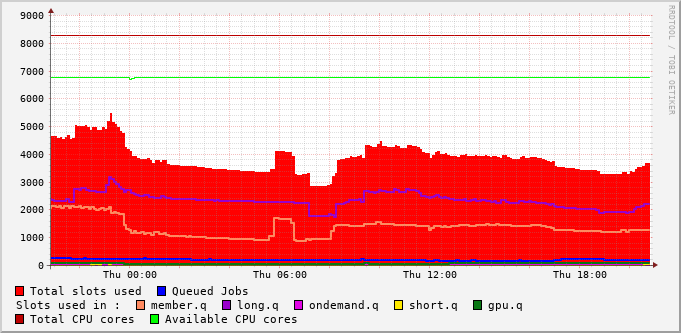 9000
8000
7000
6000
5000
4000
3000
2000
1000
0
Thu 00:00 Thu 06:00 Thu 12:00 Thu 18:00
RRDTOOL / TOBI OETIKER
Total slots used Queued Jobs
Slots used in : member.q long.q ondemand.q short.q gpu.q
Total CPU cores Available CPU cores